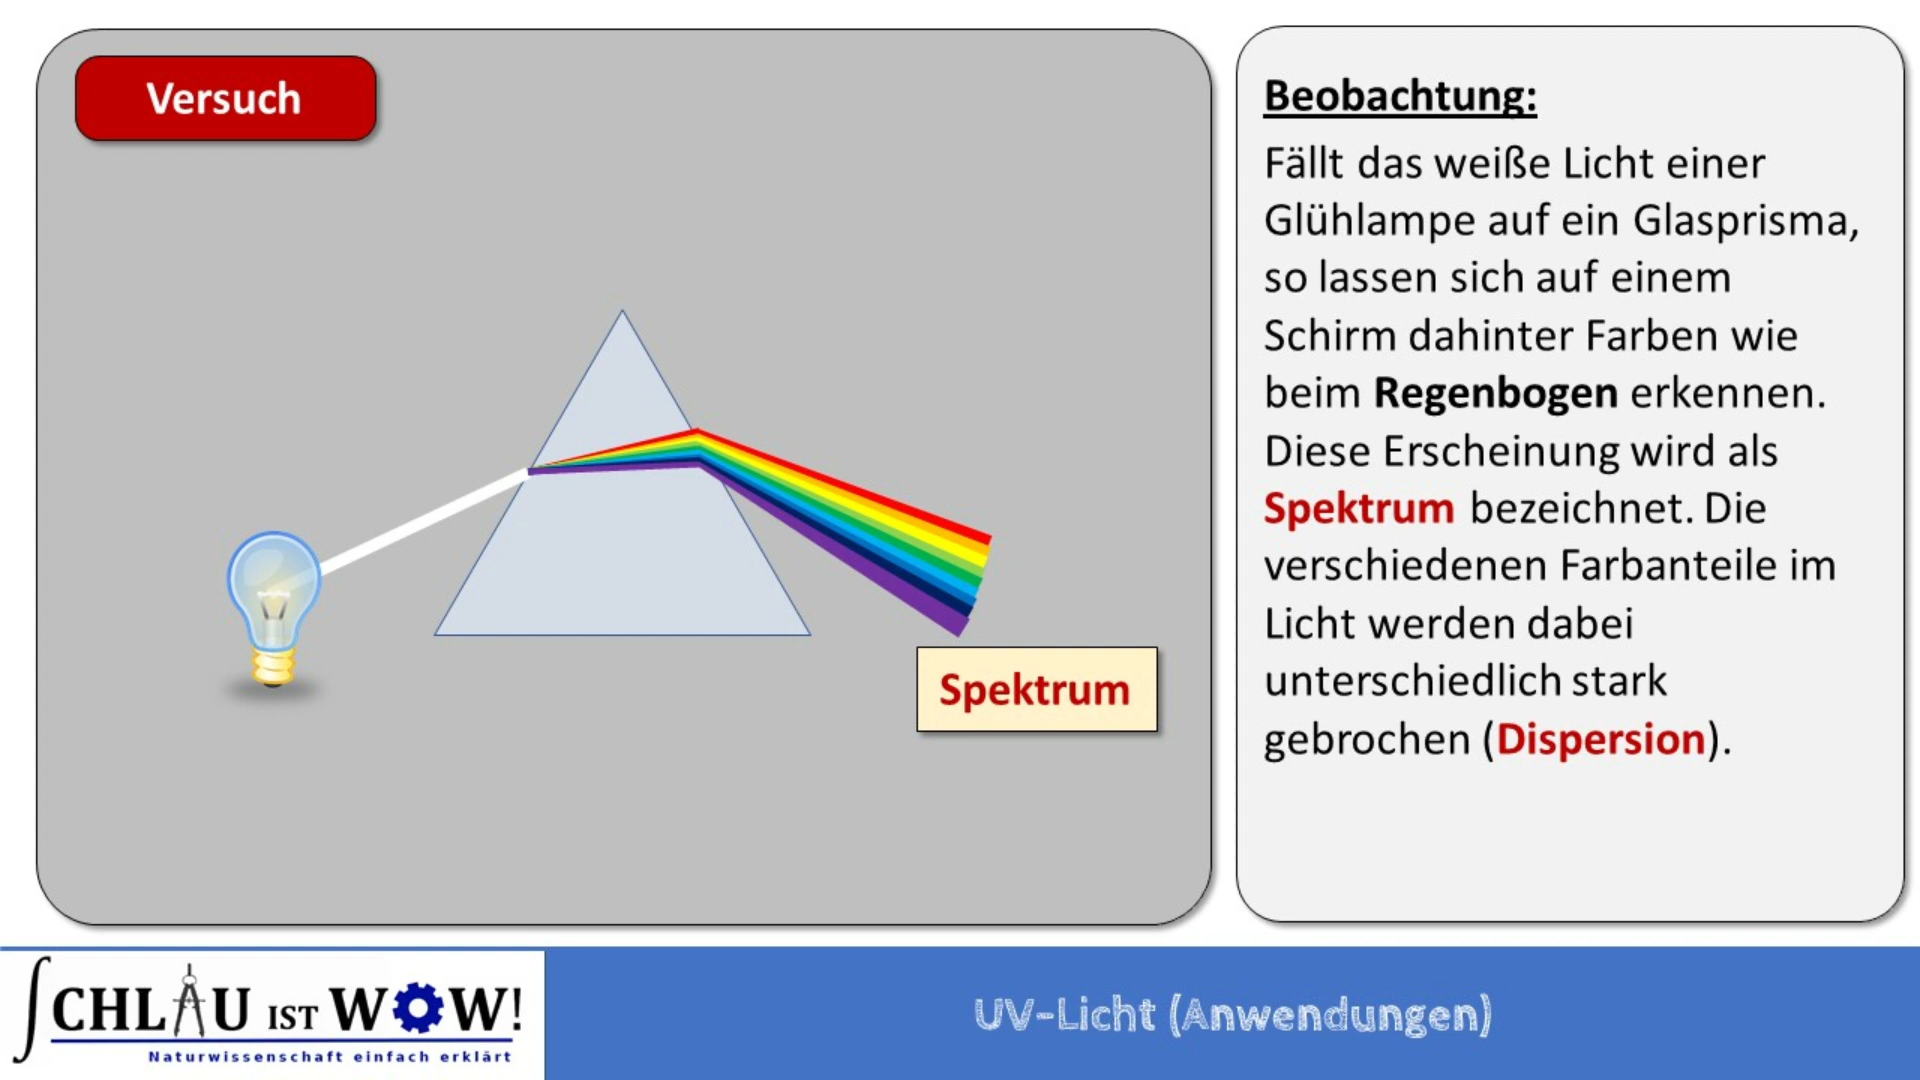 Versuch
Spektrum
Beobachtung:
Fällt das weiße Licht einer
Glühlampe auf ein Glasprisma,
so lassen sich auf einem
Schirm dahinter Farben wie
beim Regenbogen erkennen.
Diese Erscheinung wird als
Spektrum bezeichnet. Die
verschiedenen Farbanteile im
Licht werden dabei
unterschiedlich stark
gebrochen (Dispersion).
SCHLAU IST WOW!
Naturwissenschaft einfach erklärt
UV-Licht (Anwendungen)